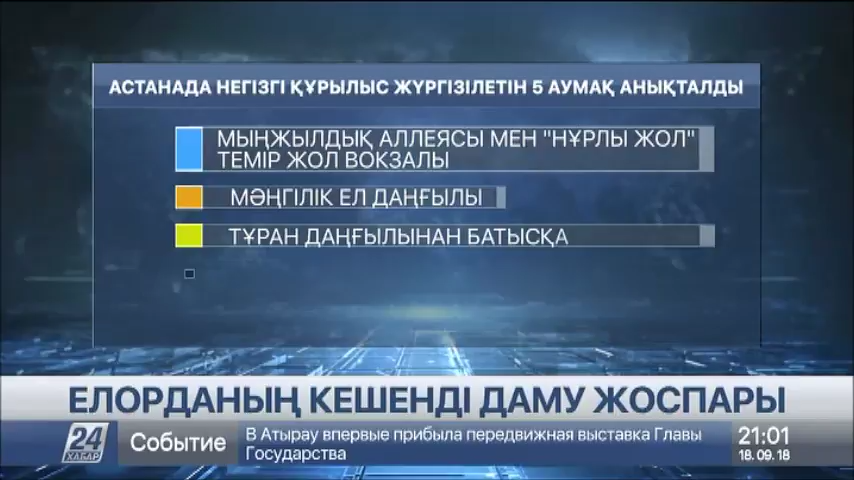 АСТАНАДА НЕГІЗГІ ҚҰРЫЛЫС ЖҮРГІЗІЛЕТІН 5 АУМАҚ АНЫҚТАЛДЫ
МЫҢЖЫЛДЫҚ АЛЛЕЯСЫ МЕН "НҰРЛЫ ЖОЛ"
ТЕМІР ЖОЛ ВОКЗАЛЫ
МӘҢГІЛІК ЕЛ ДАҢҒЫЛЫ
ТҰРАН ДАҢҒЫЛЫНАН БАТЫСҚА
ЕЛОРДАНЫҢ КЕШЕНДІ ДАМУ ЖОСПАРЫ
24
ХАБАР
Событие
В Атырау впервые прибыла передвижная выставка Главы
Государства
21:01
18.09.18